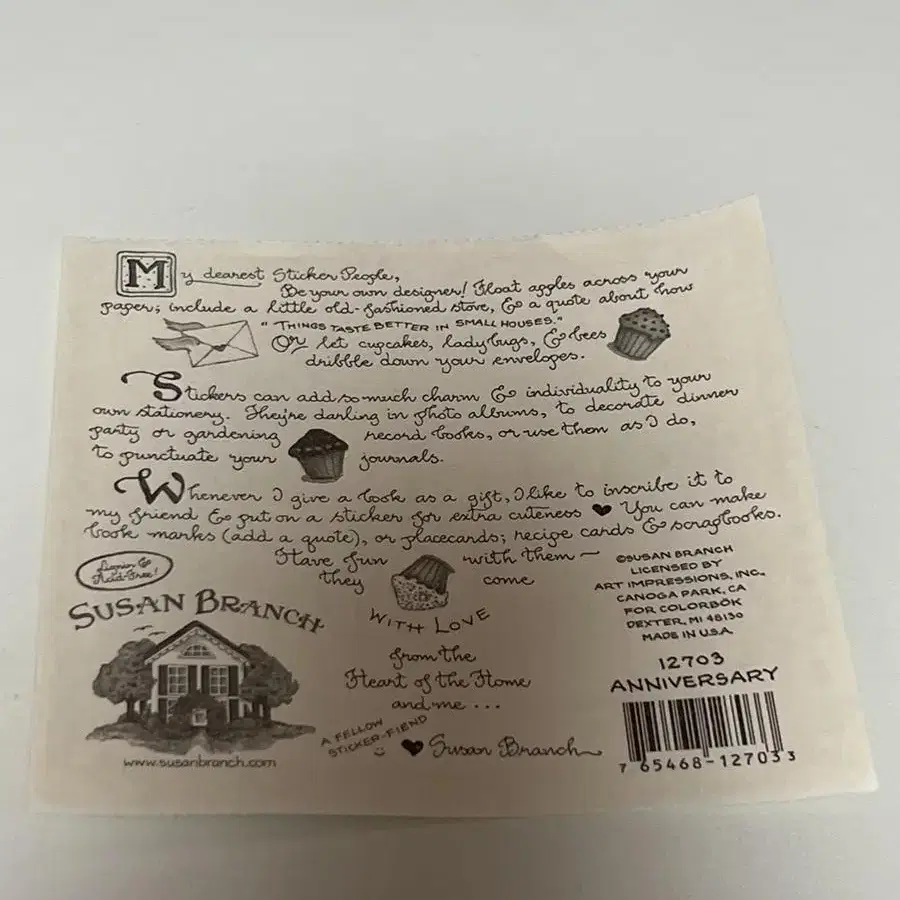 My dearest Sticker People,
Be your own designer! Float apples across your
paper; include a little old-fashioned stove, & a quote about how
"THINGS TASTE BETTER IN SMALL HOUSES."
Or let cupcakes, ladybugs, & bees
dribble down your envelopes.
Stickers can add so much charm & individuality to your
own stationery. They're darling in photo albums, to decorate dinner
party or gardening record books, or use them as I do,
to punctuate your journals.
Whenever I give a book as a gift, I like to inscribe it to
my friend & put on a sticker for extra cuteness ♥ You can make
book marks (add a quote), or placecards; recipe cards & scrapbooks.
Have fun with them ~
they come
WITH LOVE
from the
Heart of the Home
and me ...
A FELLOW
STICKER-FIEND
♥ Susan Branch
Lignin &
Acid-Free!
SUSAN BRANCH
www.susanbranch.com
©SUSAN BRANCH
LICENSED BY
ART IMPRESSIONS, INC.
CANOGA PARK, CA
FOR COLORBÖK
DEXTER, MI 48130
MADE IN U.S.A.
12703
ANNIVERSARY
7 65468-12703 3